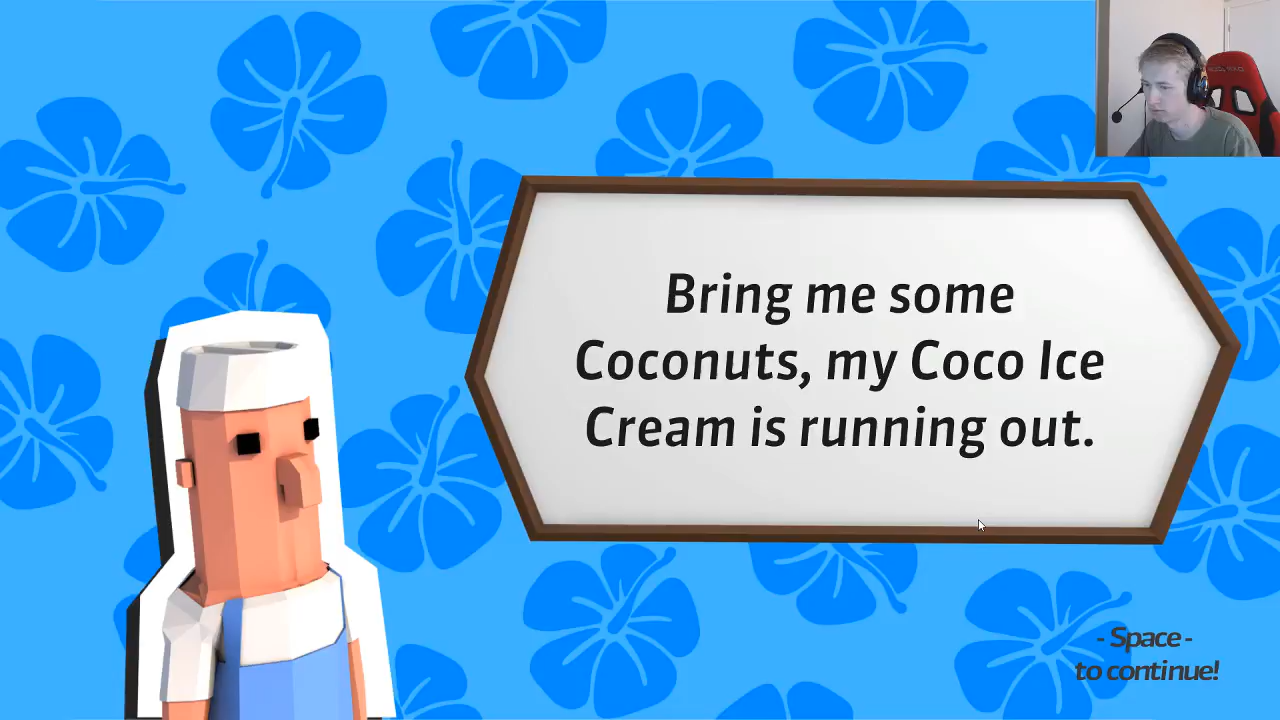 Bring me some
Coconuts, my Coco Ice
Cream is running out.
- Space -
to continue!